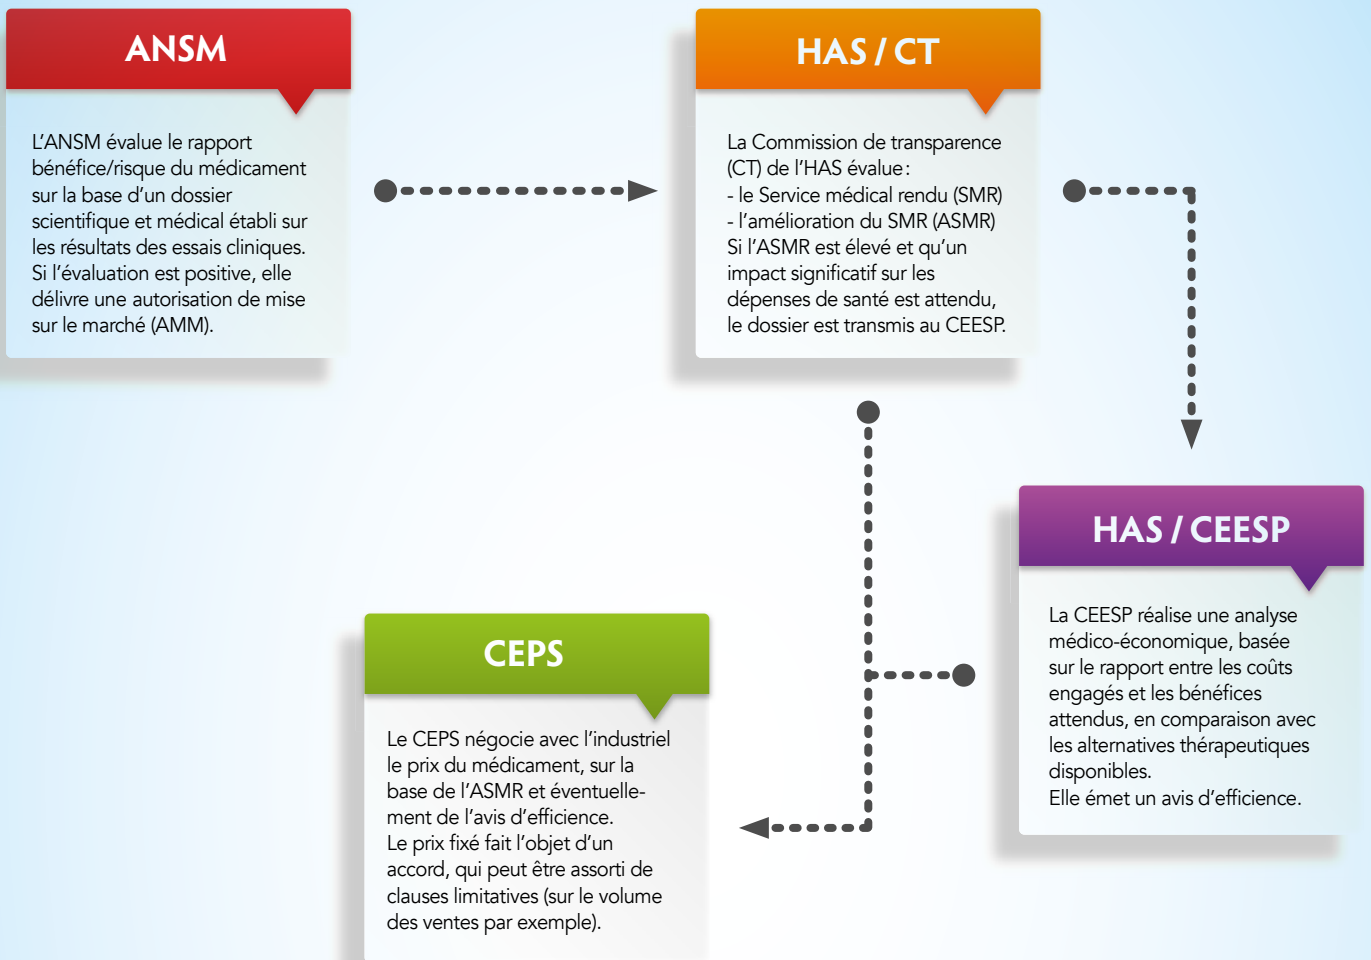 ANSM
L’ANSM évalue le rapport
bénéfice/risque du médicament
sur la base d’un dossier
scientifique et médical établi sur
les résultats des essais cliniques.
Si l’évaluation est positive, elle
délivre une autorisation de mise
sur le marché (AMM).
HAS / CT
La Commission de transparence
(CT) de l’HAS évalue :
- le Service médical rendu (SMR)
- l’amélioration du SMR (ASMR)
Si l’ASMR est élevé et qu’un
impact significatif sur les
dépenses de santé est attendu,
le dossier est transmis au CEESP.
HAS / CEESP
La CEESP réalise une analyse
médico-économique, basée
sur le rapport entre les coûts
engagés et les bénéfices
attendus, en comparaison avec
les alternatives thérapeutiques
disponibles.
Elle émet un avis d’efficience.
CEPS
Le CEPS négocie avec l’industriel
le prix du médicament, sur la
base de l’ASMR et éventuelle-
ment de l’avis d’efficience.
Le prix fixé fait l’objet d’un
accord, qui peut être assorti de
clauses limitatives (sur le volume
des ventes par exemple).